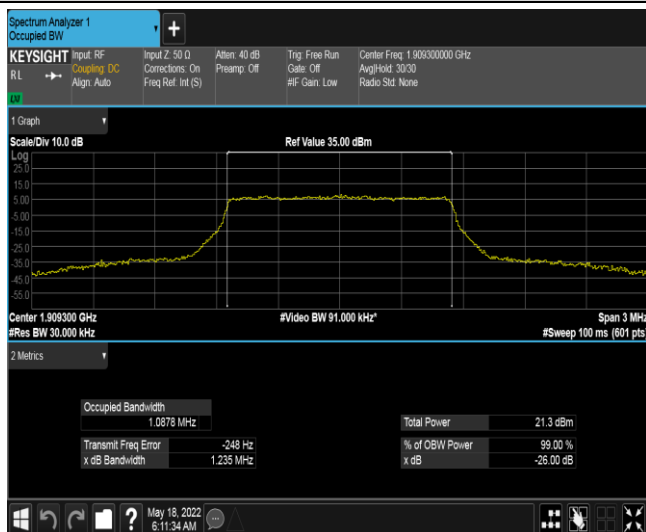 Spectrum Analyzer 1
Occupied BW
+
KEYSIGHT
RL
LXI
Input: RF
Coupling: DC
Align: Auto
Input Z: 50 Ω
Corrections: On
Freq Ref: Int (S)
Atten: 40 dB
Preamp: Off
Trig: Free Run
Gate: Off
#IF Gain: Low
Center Freq: 1.909300000 GHz
Avg|Hold: 30/30
Radio Std: None
1 Graph
Scale/Div 10.0 dB
Ref Value 35.00 dBm
Log
25.0
15.0
5.00
-5.00
-15.0
-25.0
-35.0
-45.0
-55.0
Center 1.909300 GHz
#Video BW 91.000 kHz*
Span 3 MHz
#Res BW 30.000 kHz
#Sweep 100 ms (601 pts)
2 Metrics
Occupied Bandwidth
1.0878 MHz
Total Power 21.3 dBm
Transmit Freq Error -248 Hz
% of OBW Power 99.00 %
x dB Bandwidth 1.235 MHz
x dB -26.00 dB
?
May 18, 2022
6:11:34 AM